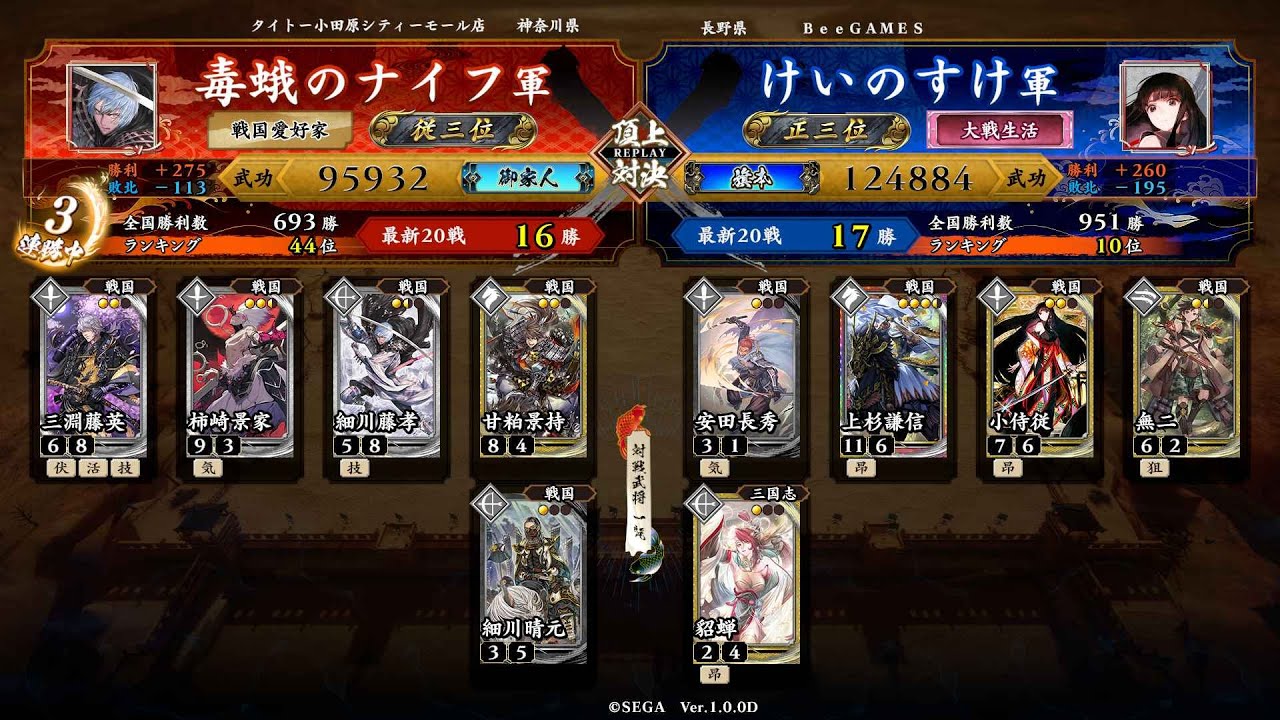 タイトー小田原シティーモール店 神奈川県
長野県 BeeGAMES
毒蛾のナイフ軍
戦国愛好家 従三位
勝利 +275
敗北 -113
武功 95932 御家人
3
連勝中
全国勝利数 693勝
ランキング 44位
最新20戦 16勝
頂上
REPLAY
対決
けいのすけ軍
正三位 大戦生活
旗本 124884 武功
勝利 +260
敗北 -195
最新20戦 17勝
全国勝利数 951勝
ランキング 10位
戦国
三淵藤英
6 8
伏 活 技
戦国
柿崎景家
9 3
気
戦国
細川藤孝
5 8
技
戦国
甘粕景持
8 4
戦国
細川晴元
3 5
対戦武将一覧
戦国
安田長秀
3 1
気
戦国
上杉謙信
11 6
昂
戦国
小侍従
7 6
昂
戦国
無二
6 2
狙
三国志
貂蝉
2 4
昂
©SEGA Ver.1.0.0D